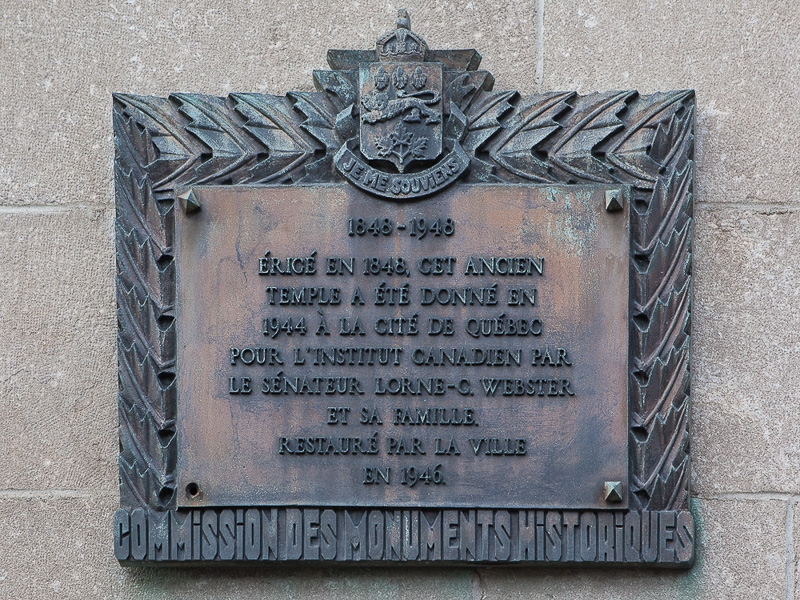 JE ME SOUVIENS
1848 - 1948
ÉRIGÉ EN 1848, CET ANCIEN
TEMPLE A ÉTÉ DONNÉ EN
1944 À LA CITÉ DE QUÉBEC
POUR L'INSTITUT CANADIEN PAR
LE SÉNATEUR LORNE-C. WEBSTER
ET SA FAMILLE.
RESTAURÉ PAR LA VILLE
EN 1946.
COMMISSION DES MONUMENTS HISTORIQUES